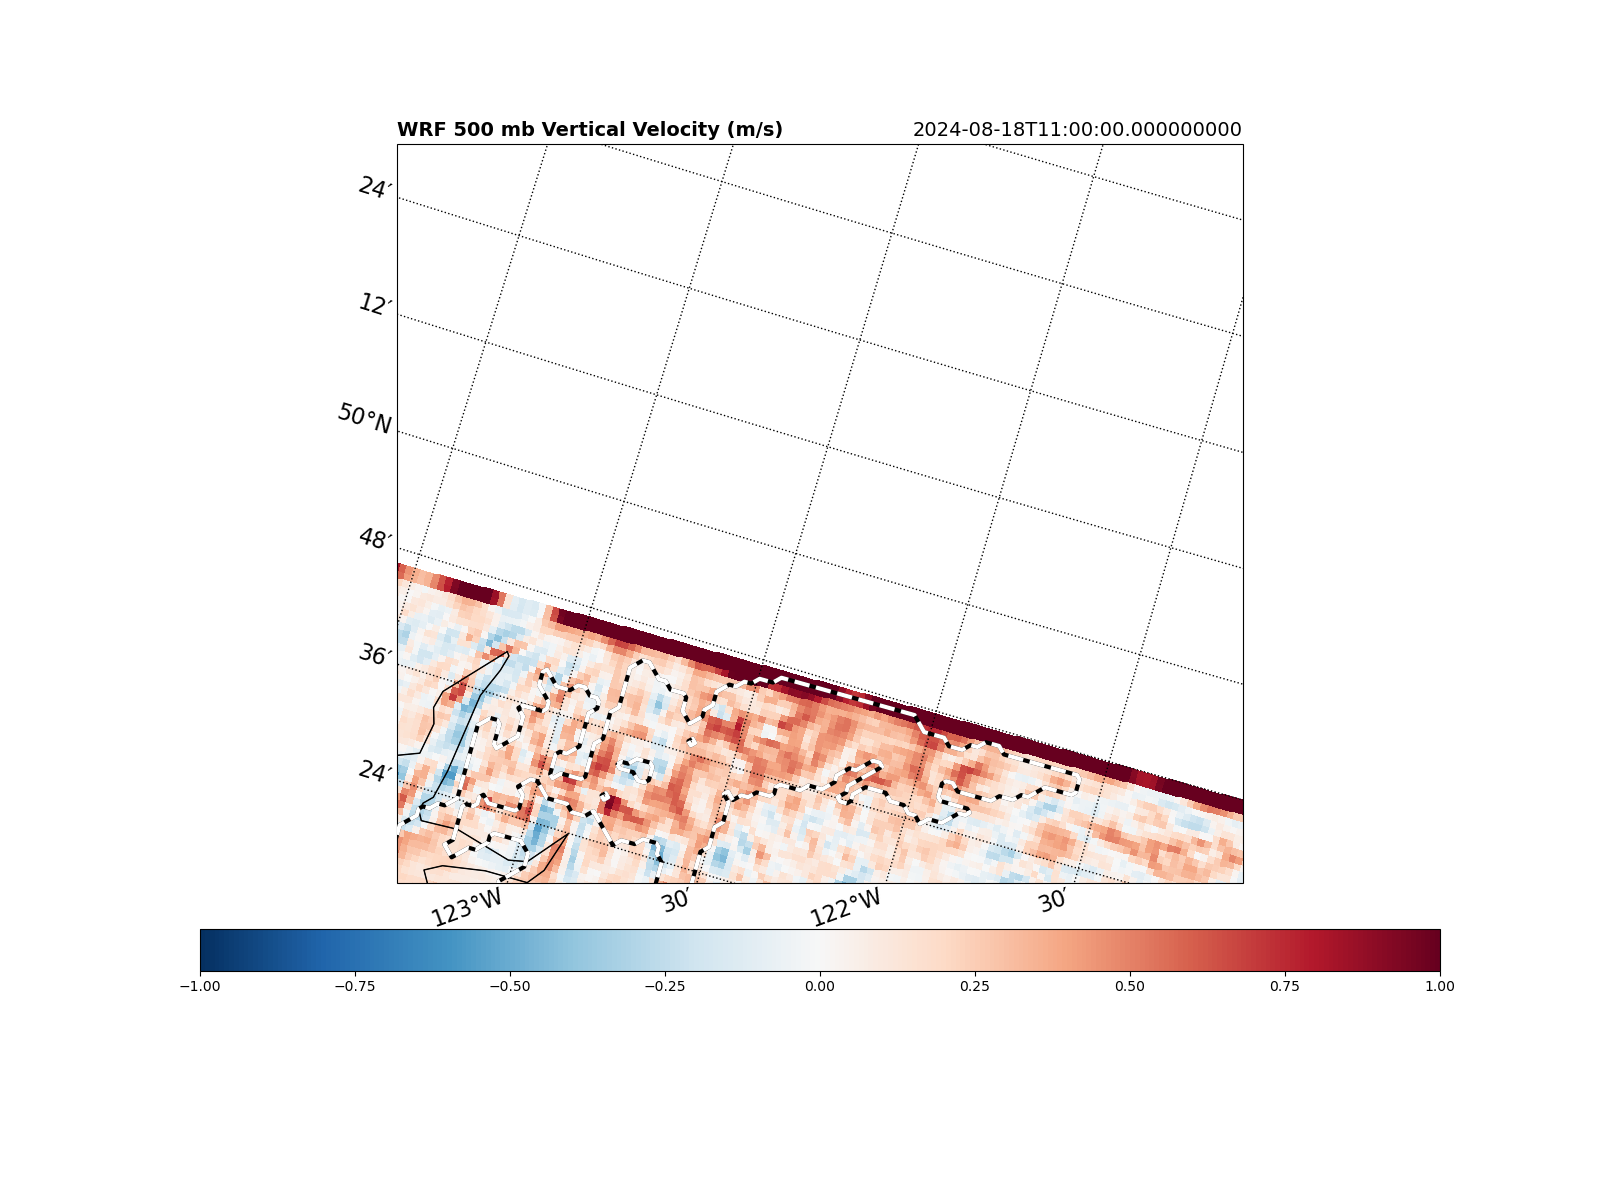 WRF 500 mb Vertical Velocity (m/s) 2024-08-18T11:00:00.000000000
24′
12′
50°N
48′
36′
24′
123°W 30′ 122°W 30′
−1.00 −0.75 −0.50 −0.25 0.00 0.25 0.50 0.75 1.00